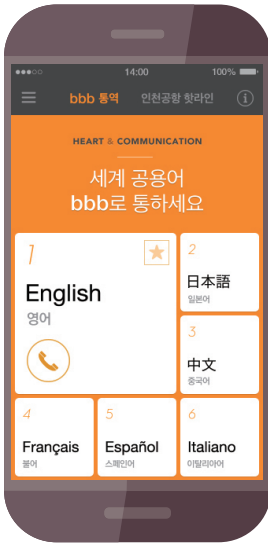 14:00
100%
bbb 통역
인천공항 핫라인
HEART & COMMUNICATION
세계 공용어
bbb로 통하세요
1
English
영어
2
日本語
일본어
3
中文
중국어
4
Français
불어
5
Español
스페인어
6
Italiano
이탈리아어